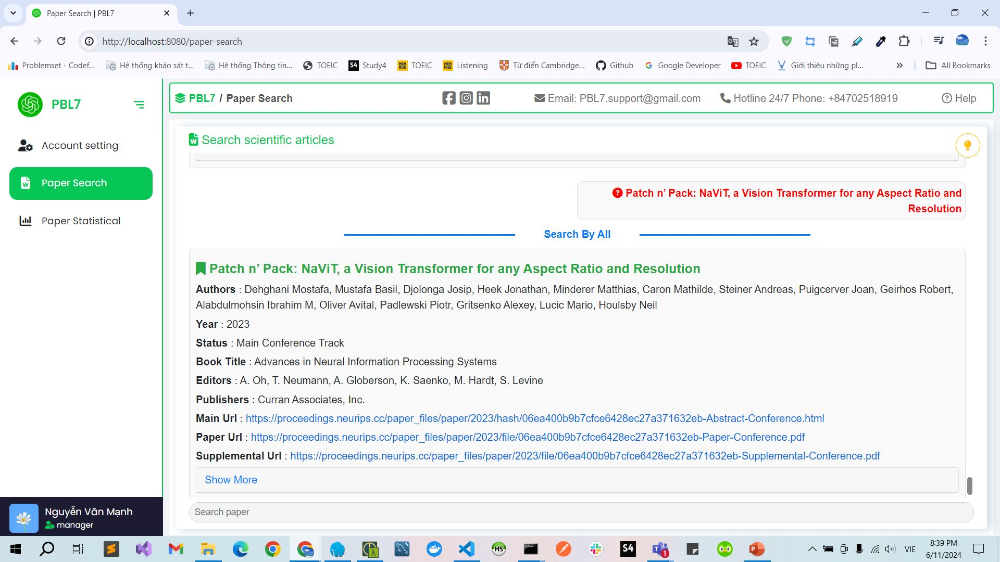 Paper Search | PBL7
http://localhost:8080/paper-search
Problemset - Codef...
Hệ thống khảo sát t...
Hệ thống Thông tin...
TOEIC
S4 Study4
MEM RISE TOEIC
MEM RISE Listening
Từ điển Cambridge...
Github
G Google Developer
TOEIC
Giới thiệu những pl...
All Bookmarks
PBL7
Account setting
Paper Search
Paper Statistical
Nguyễn Văn Mạnh
manager
PBL7 / Paper Search
Email: PBL7.support@gmail.com
Hotline 24/7 Phone: +84702518919
Help
Search scientific articles
Patch n’ Pack: NaViT, a Vision Transformer for any Aspect Ratio and
Resolution
Search By All
Patch n’ Pack: NaViT, a Vision Transformer for any Aspect Ratio and Resolution
Authors : Dehghani Mostafa, Mustafa Basil, Djolonga Josip, Heek Jonathan, Minderer Matthias, Caron Mathilde, Steiner Andreas, Puigcerver Joan, Geirhos Robert,
Alabdulmohsin Ibrahim M, Oliver Avital, Padlewski Piotr, Gritsenko Alexey, Lucic Mario, Houlsby Neil
Year : 2023
Status : Main Conference Track
Book Title : Advances in Neural Information Processing Systems
Editors : A. Oh, T. Neumann, A. Globerson, K. Saenko, M. Hardt, S. Levine
Publishers : Curran Associates, Inc.
Main Url : https://proceedings.neurips.cc/paper_files/paper/2023/hash/06ea400b9b7cfce6428ec27a371632eb-Abstract-Conference.html
Paper Url : https://proceedings.neurips.cc/paper_files/paper/2023/file/06ea400b9b7cfce6428ec27a371632eb-Paper-Conference.pdf
Supplemental Url : https://proceedings.neurips.cc/paper_files/paper/2023/file/06ea400b9b7cfce6428ec27a371632eb-Supplemental-Conference.pdf
Show More
Search paper
HS
S4
1
VIE
8:39 PM
6/11/2024